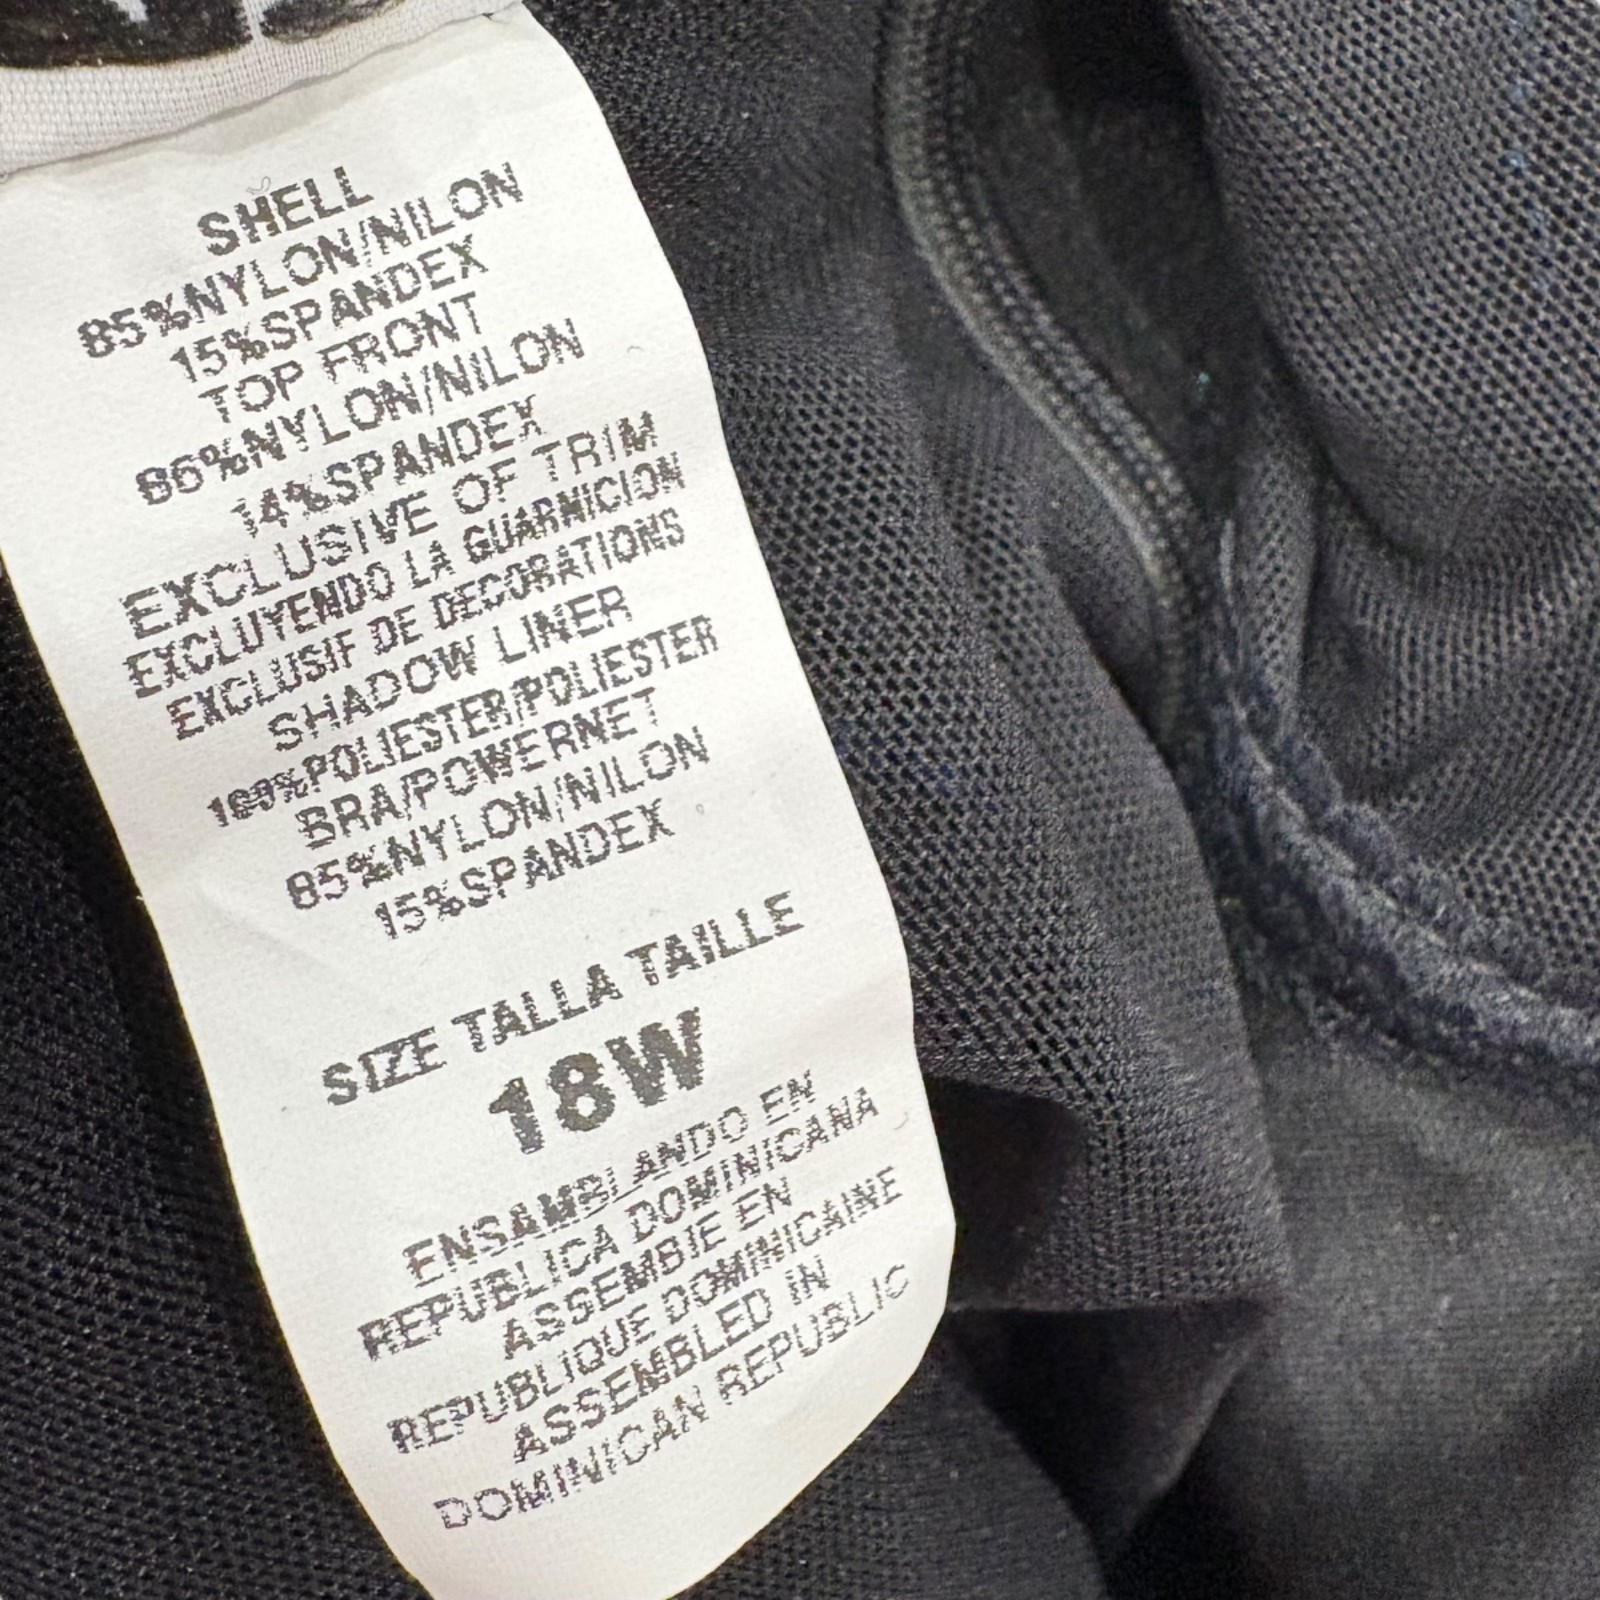 SHELL
85%NYLON/NILON
15%SPANDEX
TOP FRONT
86%NYLON/NILON
14%SPANDEX
EXCLUSIVE OF TRIM
EXCLUYENDO LA GUARNICION
EXCLUSIF DE DECORATIONS
SHADOW LINER
100%POLIESTER/POLIESTER
BRA/POWERNET
85%NYLON/NILON
15%SPANDEX
SIZE TALLA TAILLE
18W
ENSAMBLANDO EN
REPUBLICA DOMINICANA
ASSEMBIE EN
REPUBLIQUE DOMINICAINE
ASSEMBLED IN
DOMINICAN REPUBLIC